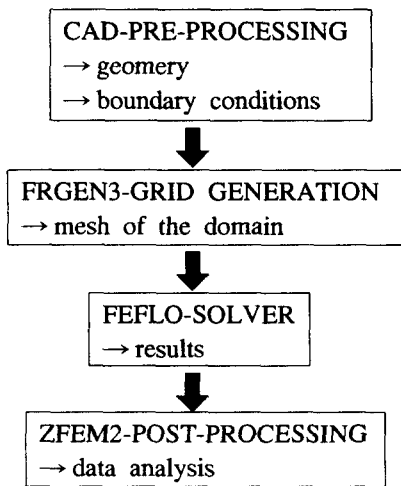 CAD-PRE-PROCESSING
→ geomery
→ boundary conditions
FRGEN3-GRID GENERATION
→ mesh of the domain
FEFLO-SOLVER
→ results
ZFEM2-POST-PROCESSING
→ data analysis